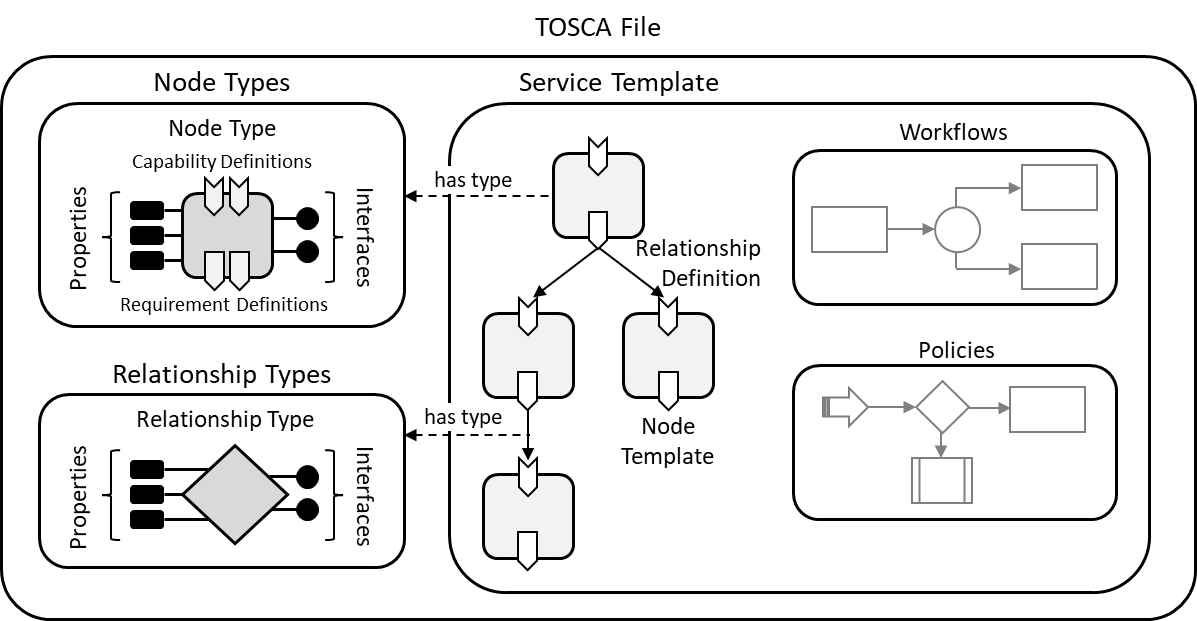 TOSCA File
Node Types
Node Type
Capability Definitions
Properties
Interfaces
Requirement Definitions
Relationship Types
Relationship Type
Properties
Interfaces
Service Template
has type
Relationship
Definition
has type
Node
Template
Workflows
Policies